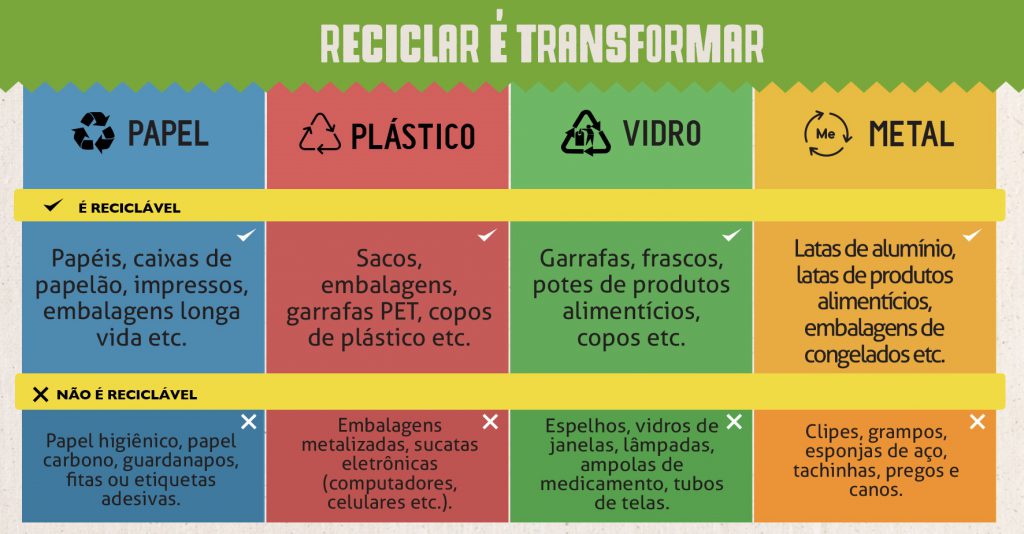 RECICLAR É TRANSFORMAR
PAPEL
PLÁSTICO
VIDRO
Me
METAL
É RECICLÁVEL
Papéis, caixas de
papelão, impressos,
embalagens longa
vida etc.
Sacos,
embalagens,
garrafas PET, copos
de plástico etc.
Garrafas, frascos,
potes de produtos
alimentícios,
copos etc.
Latas de alumínio,
latas de produtos
alimentícios,
embalagens de
congelados etc.
NÃO É RECICLÁVEL
Papel higiênico, papel
carbono, guardanapos,
fitas ou etiquetas
adesivas.
Embalagens
metalizadas, sucatas
eletrônicas
(computadores,
celulares etc.).
Espelhos, vidros de
janelas, lâmpadas,
ampolas de
medicamento, tubos
de telas.
Clipes, grampos,
esponjas de aço,
tachinhas, pregos e
canos.